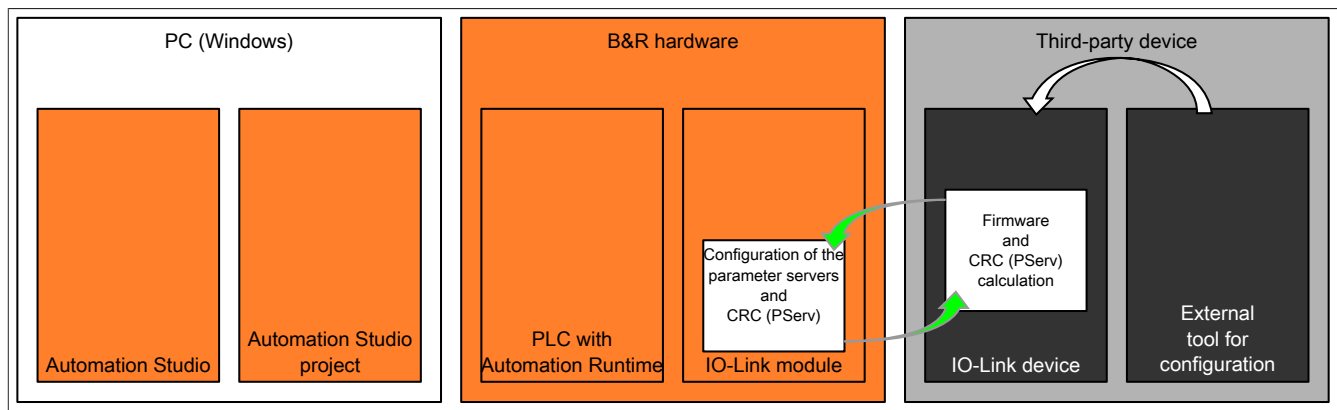 PC (Windows)
Automation Studio
Automation Studio
project
B&R hardware
PLC with
Automation Runtime
Configuration of the
parameter servers
and
CRC (PServ)
IO-Link module
Third-party device
Firmware
and
CRC (PServ)
calculation
IO-Link device
External
tool for
configuration